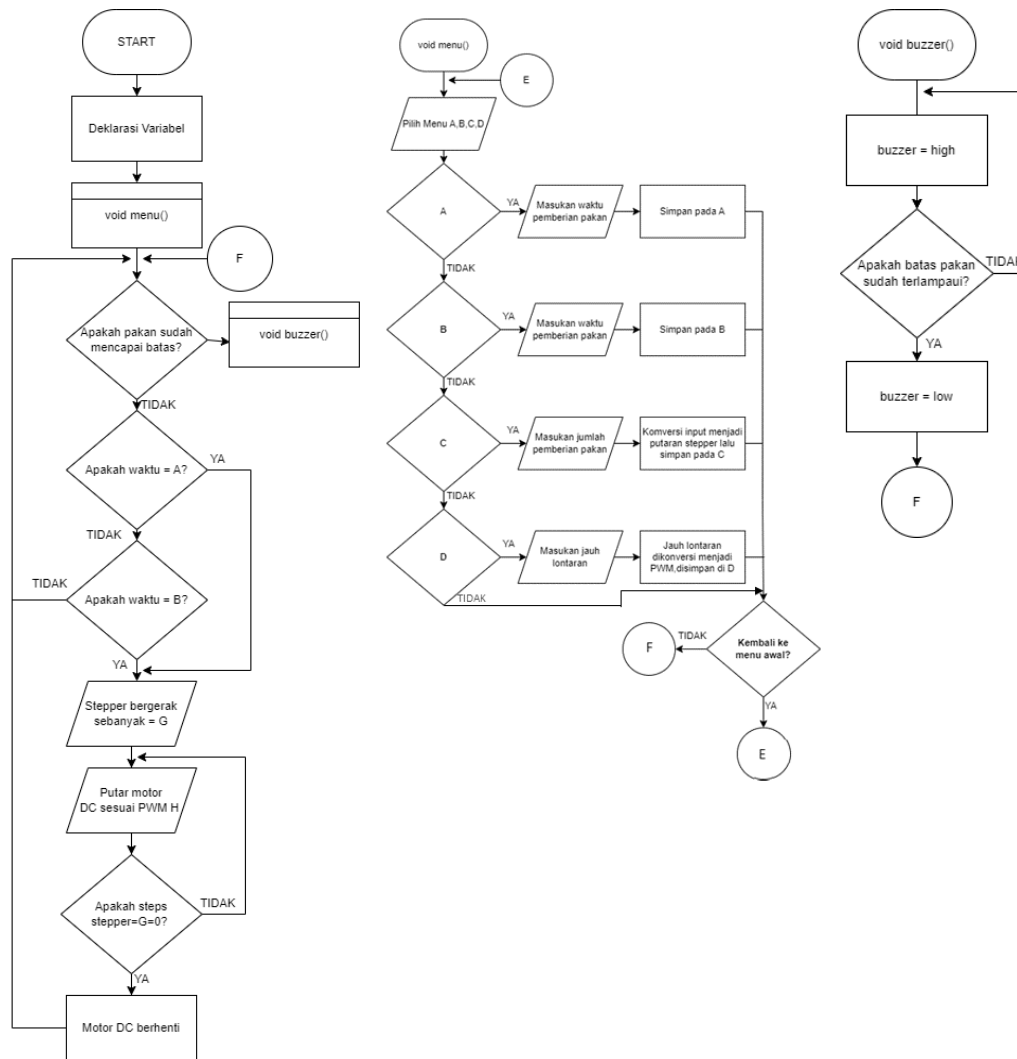 START
Deklarasi Variabel
void menu()
F
Apakah pakan sudah
mencapai batas?
void buzzer()
TIDAK
Apakah waktu = A?
YA
TIDAK
Apakah waktu = B?
TIDAK
YA
Stepper bergerak
sebanyak = G
Putar motor
DC sesuai PWM H
Apakah steps
stepper=G=0?
TIDAK
YA
Motor DC berhenti
void menu()
E
Pilih Menu A,B,C,D
A
YA
Masukan waktu
pemberian pakan
Simpan pada A
TIDAK
B
YA
Masukan waktu
pemberian pakan
Simpan pada B
TIDAK
C
YA
Masukan jumlah
pemberian pakan
Komversi input menjadi
putaran stepper lalu
simpan pada C
TIDAK
D
YA
Masukan jauh
lontaran
Jauh lontaran
dikonversi menjadi
PWM,disimpan di D
TIDAK
Kembali ke
menu awal?
TIDAK
F
YA
E
void buzzer()
buzzer = high
Apakah batas pakan
sudah terlampaui?
TIDAK
YA
buzzer = low
F